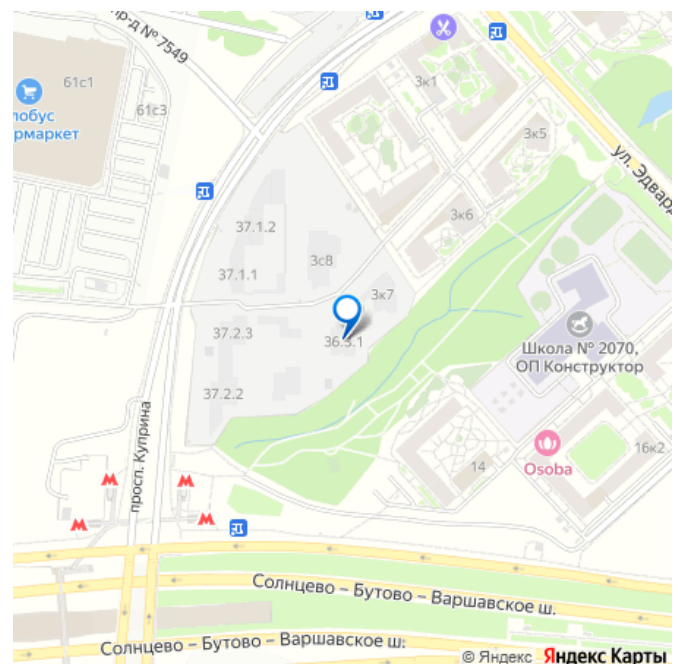 пр-д № 7549
61с1
61с3
лобус
рмаркет
3к1
3к5
ул. Эдвард
3к6
37.1.2
3с8
37.1.1
3к7
37.2.3
36.3.1
Школа № 2070,
ОП Конструктор
37.2.2
просп. Куприна
16к2
14
Osoba
Солнцево – Бутово – Варшавское ш.
Солнцево – Бутово – Варшавское ш.
© Яндекс Яндекс Карты